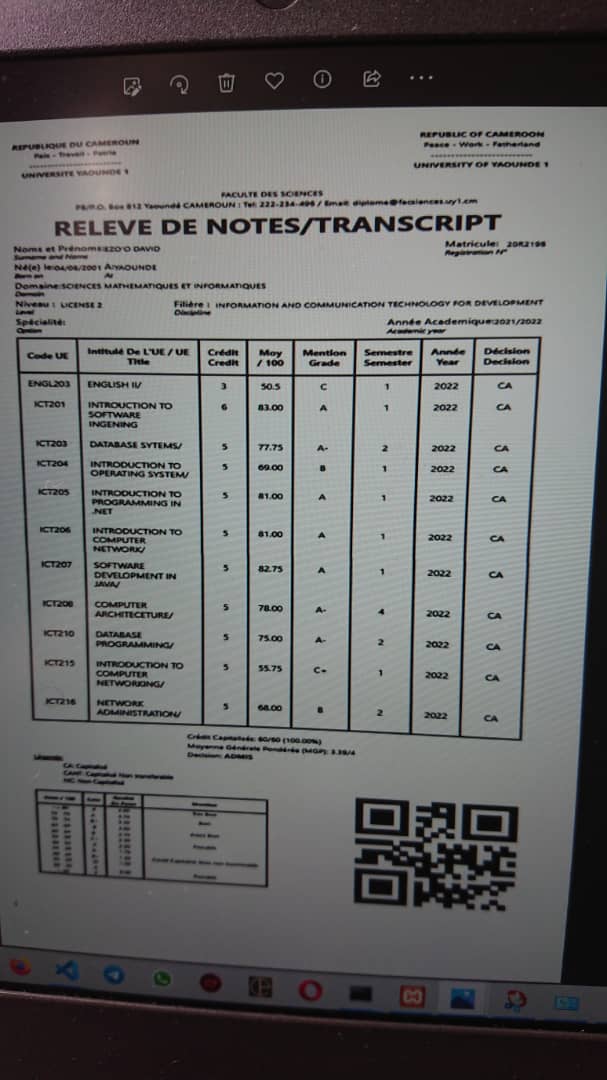 REPUBLIQUE DU CAMEROUN
Paix - Travail - Patrie
UNIVERSITE YAOUNDE 1
REPUBLIC OF CAMEROON
Peace - Work - Fatherland
UNIVERSITY OF YAOUNDE 1
FACULTE DES SCIENCES
PB/P.O. Box 812 Yaoundé CAMEROUN : Tel: 222-234-496 / Email: diplome@facsiences.uy1.cm
RELEVE DE NOTES/TRANSCRIPT
Noms et Prénoms:EZO'O DAVID
Surname and Name
Matricule: 20R2198
Registration N°
Né(e) le:04/08/2001 A:YAOUNDE
Born on At
Domaine:SCIENCES MATHEMATIQUES ET INFORMATIQUES
Domain
Niveau : LICENSE 2 Filière : INFORMATION AND COMMUNICATION TECHNOLOGY FOR DEVELOPMENT
Level Discipline
Spécialité: Année Academique:2021/2022
Option Academic year
Code UE Intitulé De L'UE / UE Title Crédit Credit Moy / 100 Mention Grade Semestre Semester Année Year Décision Decision
ENGL203 ENGLISH II/ 3 50.5 C 1 2022 CA
ICT201 INTROUCTION TO SOFTWARE INGENING 6 83.00 A 1 2022 CA
ICT203 DATABASE SYTEMS/ 5 77.75 A- 2 2022 CA
ICT204 INTRODUCTION TO OPERATING SYSTEM/ 5 69.00 B 1 2022 CA
ICT205 INTRODUCTION TO PROGRAMMING IN .NET 5 81.00 A 1 2022 CA
ICT206 INTRODUCTION TO COMPUTER NETWORK/ 5 81.00 A 1 2022 CA
ICT207 SOFTWARE DEVELOPMENT IN JAVA/ 5 82.75 A 1 2022 CA
ICT208 COMPUTER ARCHITECETURE/ 5 78.00 A- 4 2022 CA
ICT210 DATABASE PROGRAMMING/ 5 75.00 A- 2 2022 CA
ICT215 INTRODUCTION TO COMPUTER NETWORKING/ 5 55.75 C+ 1 2022 CA
ICT216 NETWORK ADMINISTRATION/ 5 68.00 B 2 2022 CA
Crédit Capitalisés: 60/60 (100.00%)
Moyenne Générale Pondérée (MGP): 3.39/4
Décision: ADMIS
CA: Capitalisé
CANT: Capitalisé Non transferable
NC: Non Capitalisé